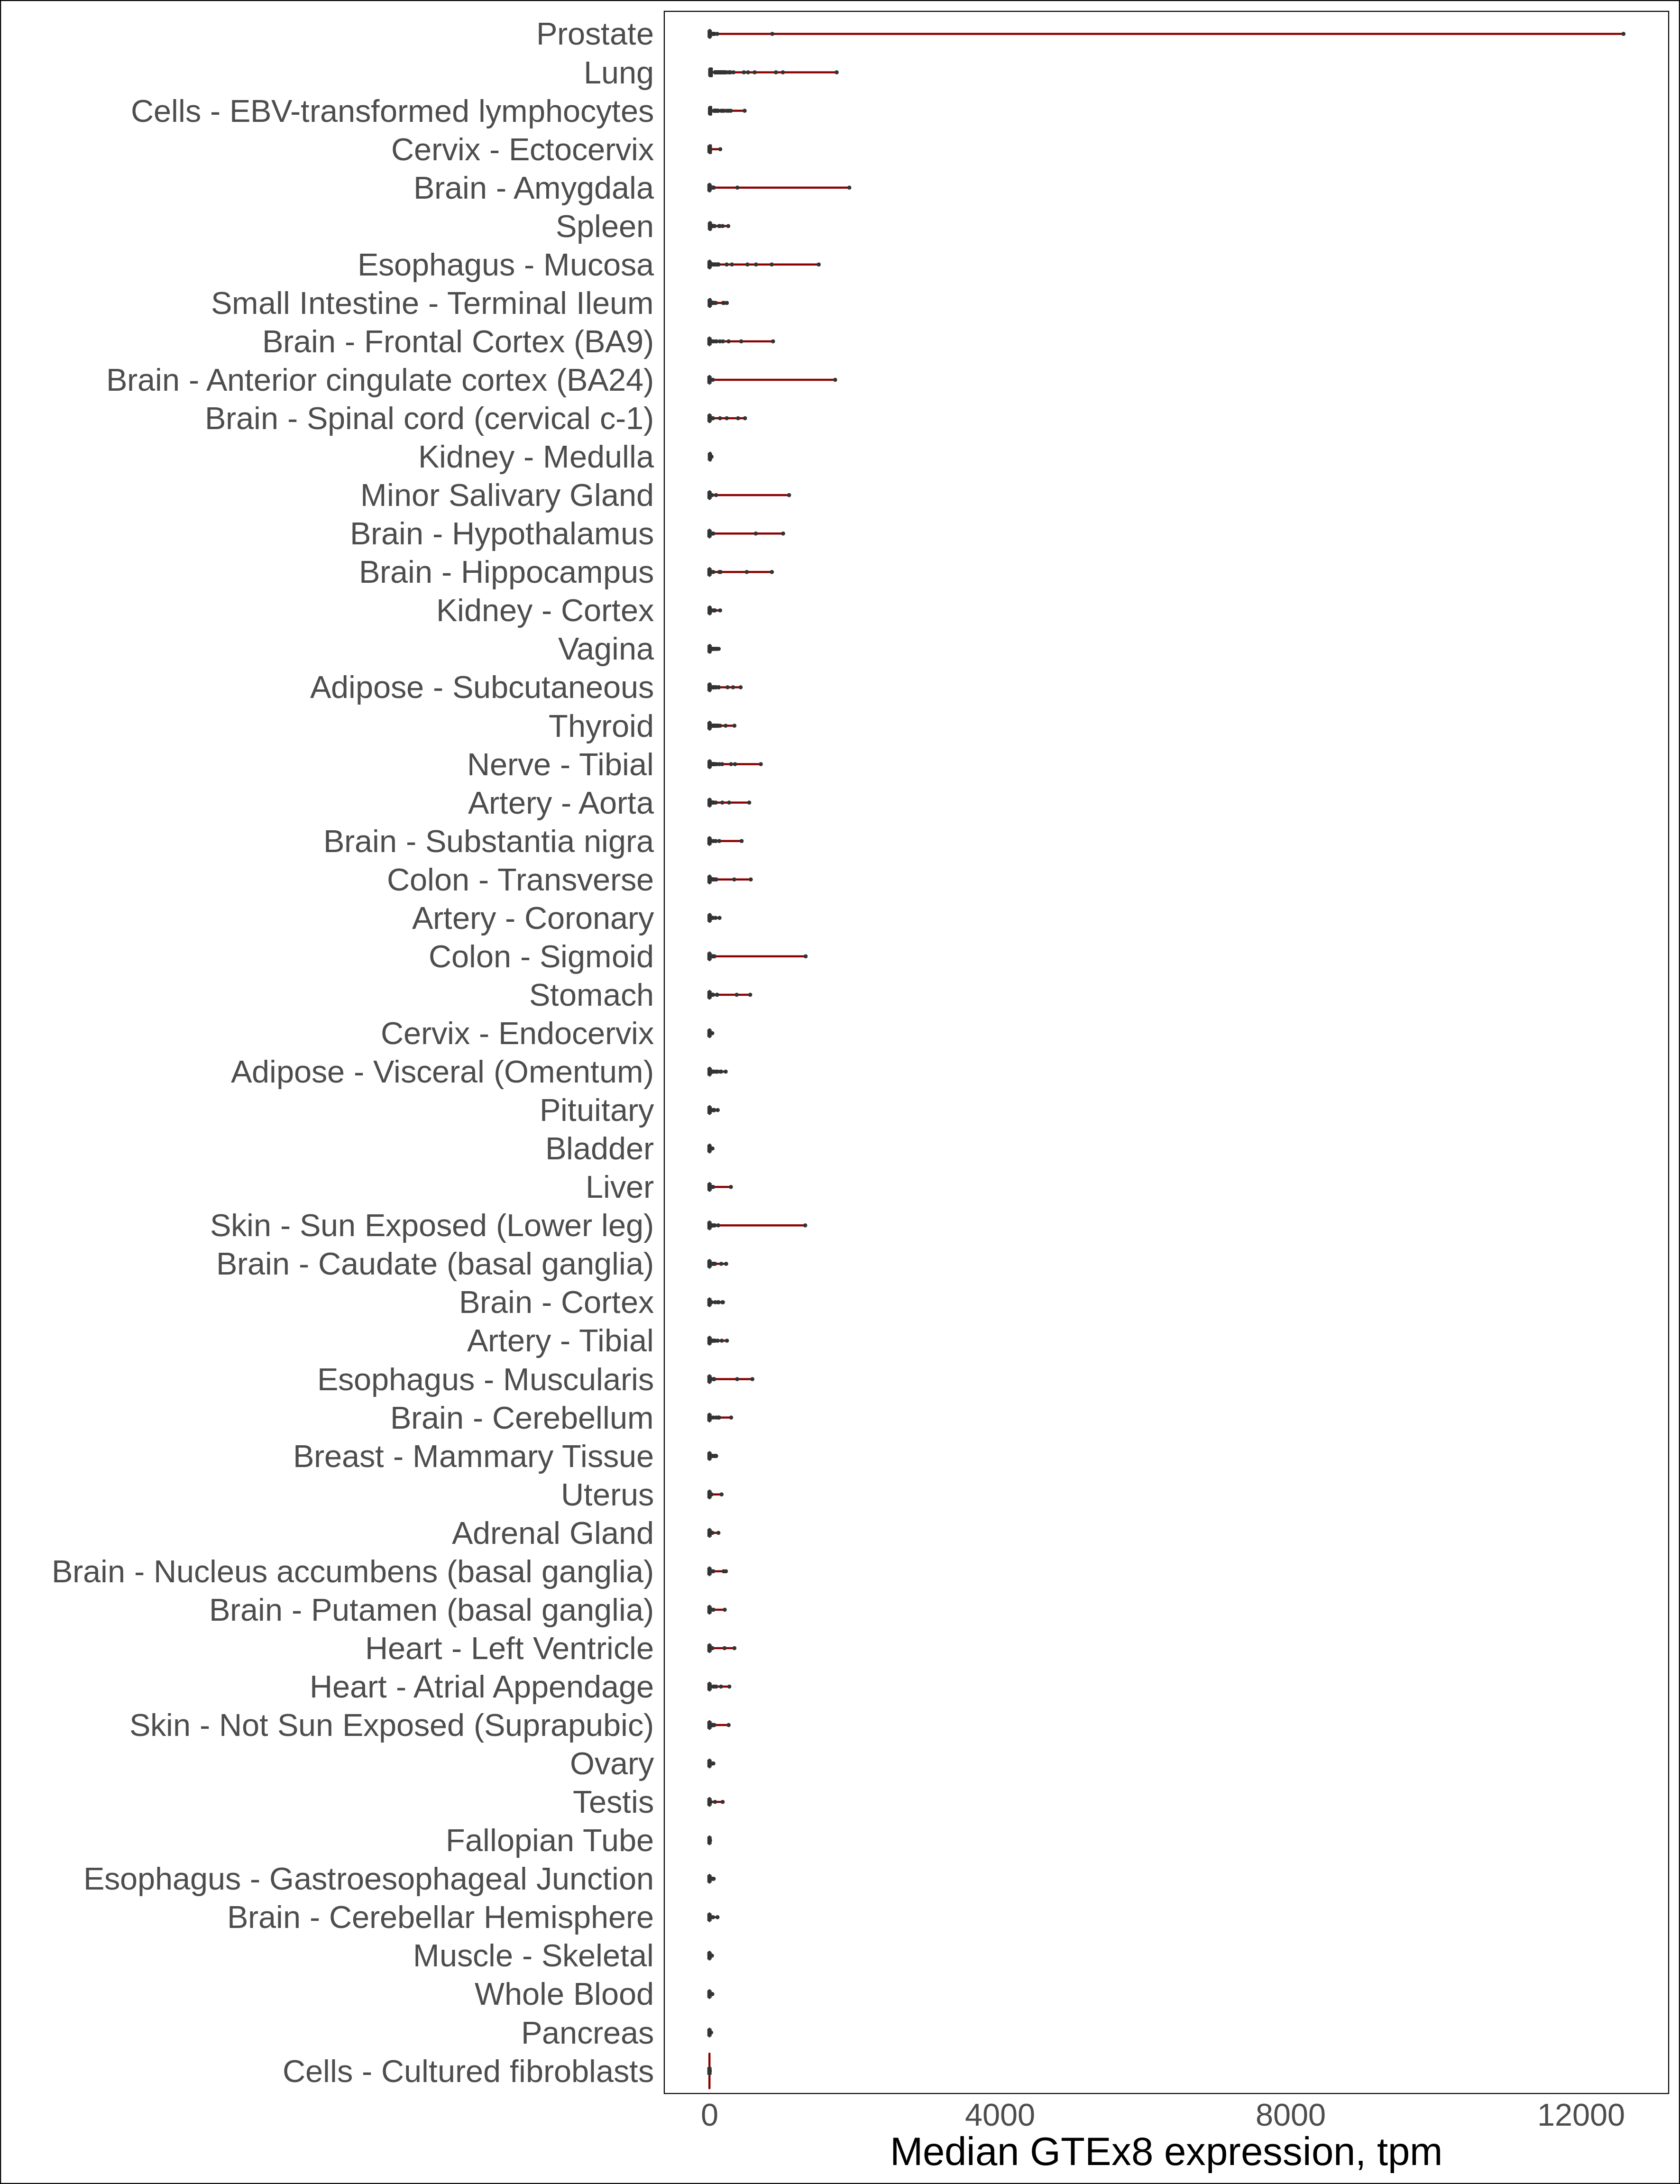 Prostate
Lung
Cells - EBV-transformed lymphocytes
Cervix - Ectocervix
Brain - Amygdala
Spleen
Esophagus - Mucosa
Small Intestine - Terminal Ileum
Brain - Frontal Cortex (BA9)
Brain - Anterior cingulate cortex (BA24)
Brain - Spinal cord (cervical c-1)
Kidney - Medulla
Minor Salivary Gland
Brain - Hypothalamus
Brain - Hippocampus
Kidney - Cortex
Vagina
Adipose - Subcutaneous
Thyroid
Nerve - Tibial
Artery - Aorta
Brain - Substantia nigra
Colon - Transverse
Artery - Coronary
Colon - Sigmoid
Stomach
Cervix - Endocervix
Adipose - Visceral (Omentum)
Pituitary
Bladder
Liver
Skin - Sun Exposed (Lower leg)
Brain - Caudate (basal ganglia)
Brain - Cortex
Artery - Tibial
Esophagus - Muscularis
Brain - Cerebellum
Breast - Mammary Tissue
Uterus
Adrenal Gland
Brain - Nucleus accumbens (basal ganglia)
Brain - Putamen (basal ganglia)
Heart - Left Ventricle
Heart - Atrial Appendage
Skin - Not Sun Exposed (Suprapubic)
Ovary
Testis
Fallopian Tube
Esophagus - Gastroesophageal Junction
Brain - Cerebellar Hemisphere
Muscle - Skeletal
Whole Blood
Pancreas
Cells - Cultured fibroblasts
0 4000 8000 12000
Median GTEx8 expression, tpm